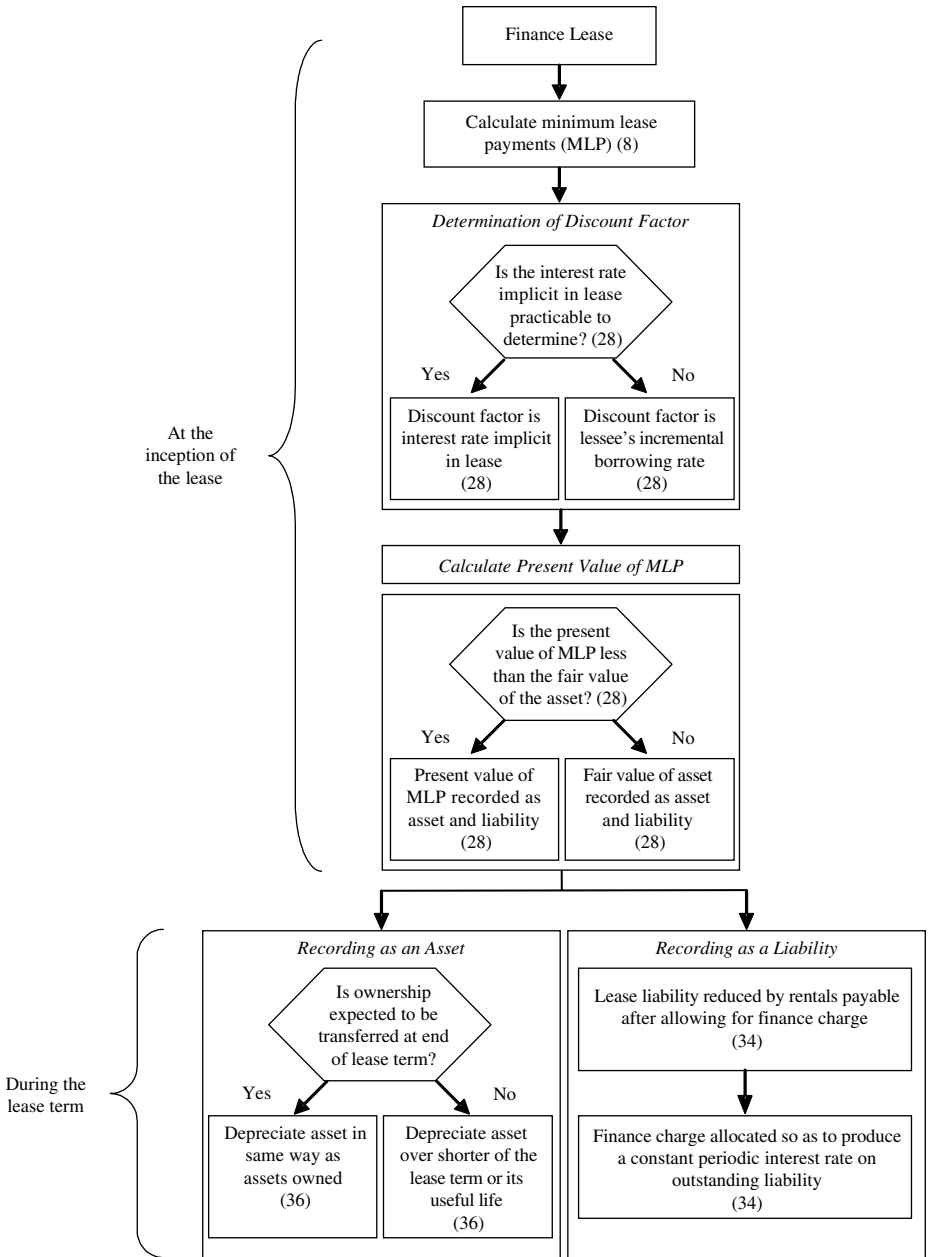 Finance Lease
Calculate minimum lease
payments (MLP) (8)
Determination of Discount Factor
Is the interest rate
implicit in lease
practicable to
determine? (28)
Yes
No
Discount factor is
interest rate implicit
in lease
(28)
Discount factor is
lessee's incremental
borrowing rate
(28)
At the
inception of
the lease
Calculate Present Value of MLP
Is the present
value of MLP less
than the fair value
of the asset? (28)
Yes
No
Present value of
MLP recorded as
asset and liability
(28)
Fair value of asset
recorded as asset
and liability
(28)
During the
lease term
Recording as an Asset
Is ownership
expected to be
transferred at end
of lease term?
Yes
No
Depreciate asset in
same way as
assets owned
(36)
Depreciate asset
over shorter of the
lease term or its
useful life
(36)
Recording as a Liability
Lease liability reduced by rentals payable
after allowing for finance charge
(34)
Finance charge allocated so as to produce
a constant periodic interest rate on
outstanding liability
(34)